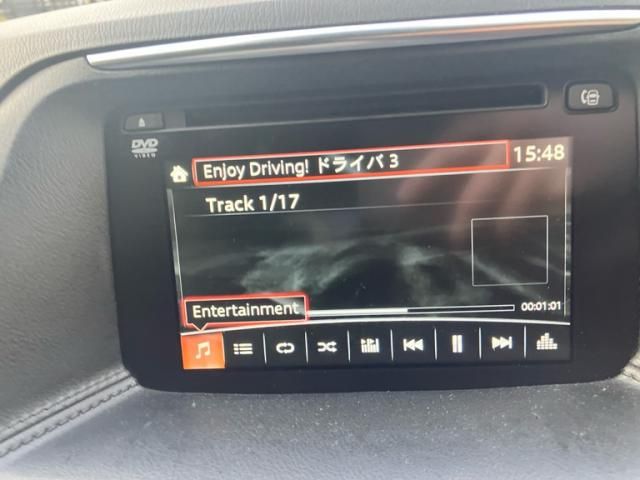 DVD
VIDEO
Enjoy Driving! ドライバ 3
15:48
Track 1/17
Entertainment
00:01:01